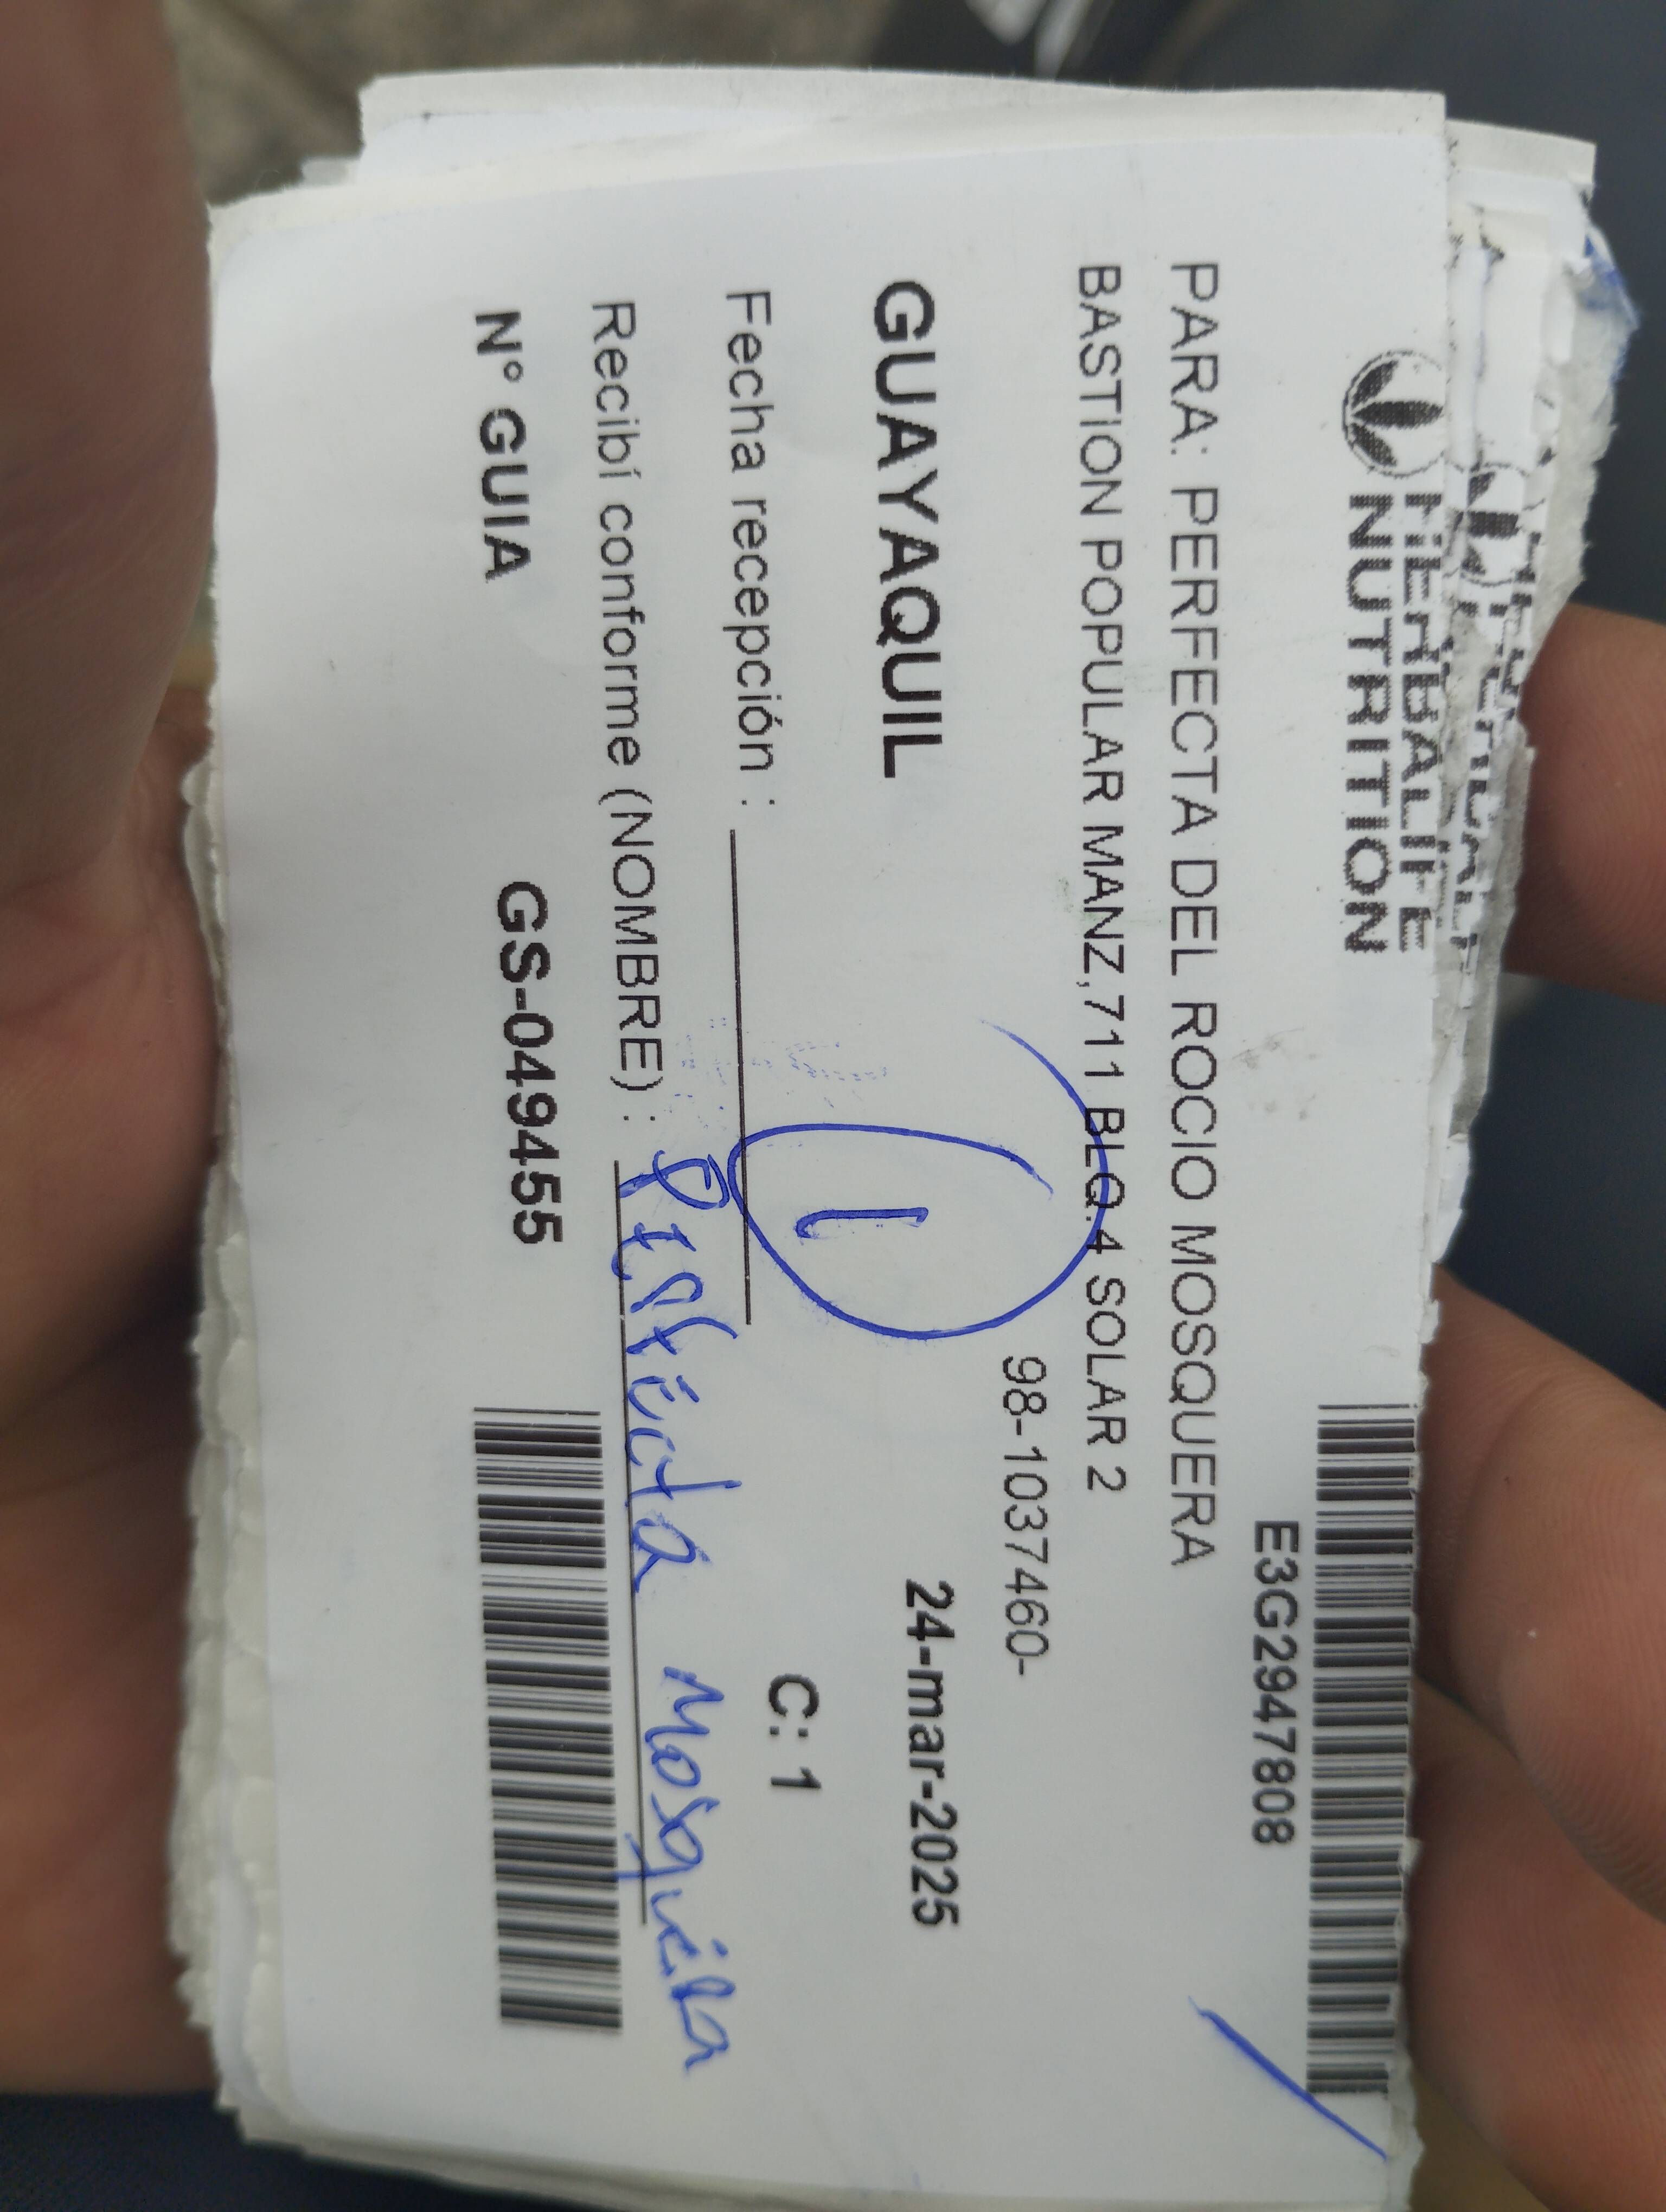 HERBALIFE
NUTRITION
E3G2947808
PARA: PERFECTA DEL ROCIO MOSQUERA
BASTION POPULAR MANZ,711 BLQ.4 SOLAR 2
98-1037460-
GUAYAQUIL
24-mar-2025
1
C: 1
Fecha recepción :
Recibí conforme (NOMBRE) : Perfecta Mosquera
N° GUIA GS-049455